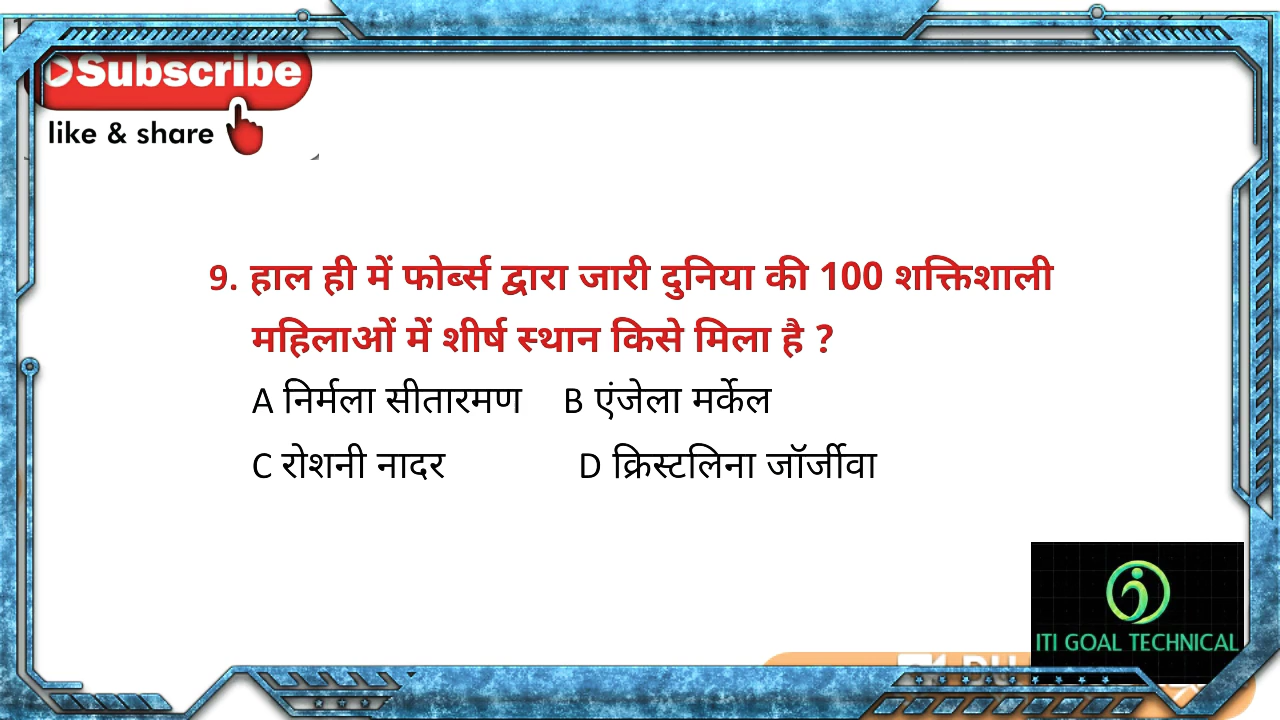 Subscribe
like & share
9. हाल ही में फोर्ब्स द्वारा जारी दुनिया की 100 शक्तिशाली
महिलाओं में शीर्ष स्थान किसे मिला है ?
A निर्मला सीतारमण B एंजेला मर्केल
C रोशनी नादर D क्रिस्टलिना जॉर्जीवा
ITI GOAL TECHNICAL